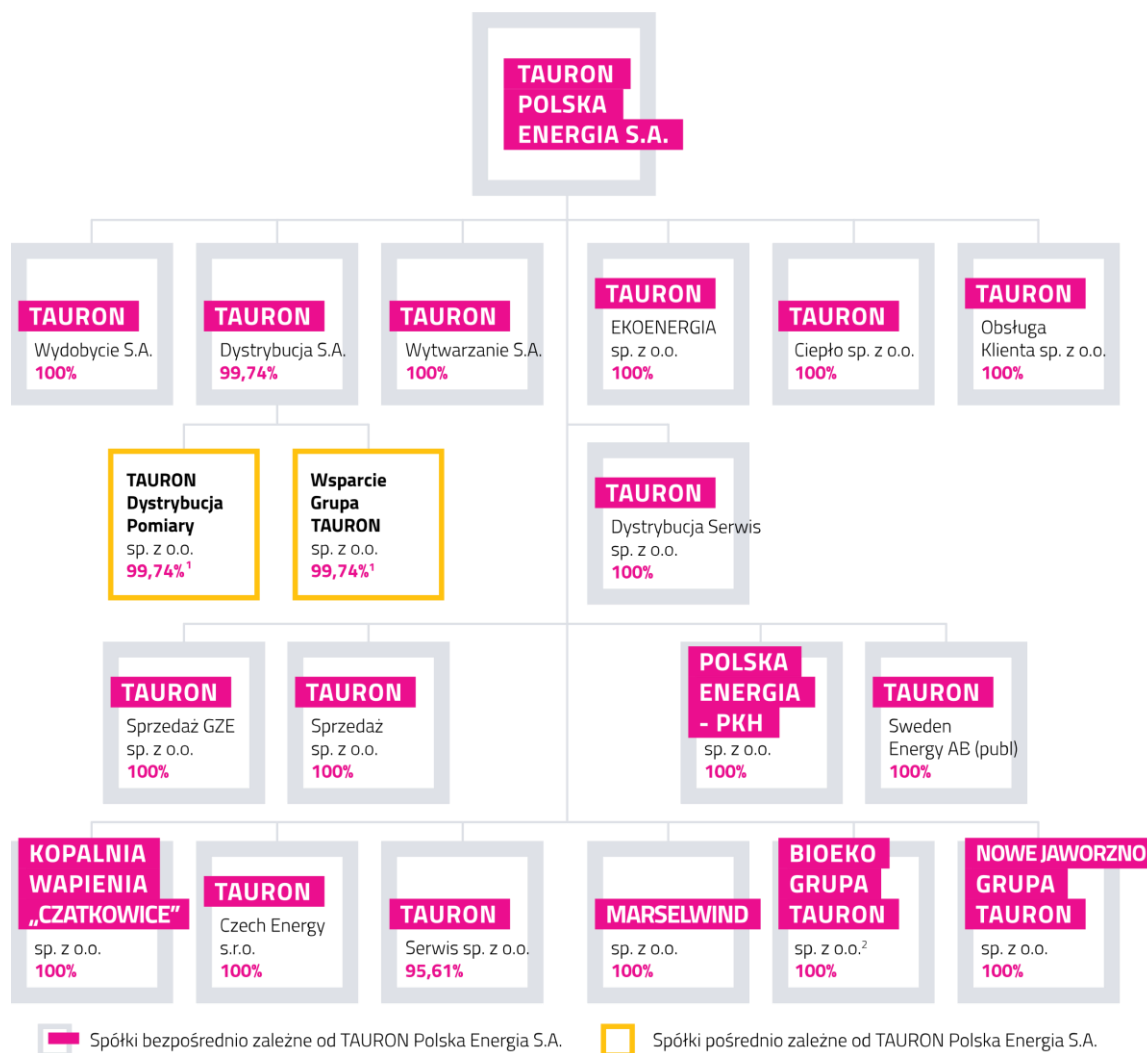 TAURON
POLSKA
ENERGIA S.A.
TAURON
Wydobycie S.A.
100%
TAURON
Dystrybucja S.A.
99,74%
TAURON
Wytwarzanie S.A.
100%
TAURON
EKOENERGIA
sp. z o.o.
100%
TAURON
Ciepło sp. z o.o.
100%
TAURON
Obsługa
Klienta sp. z o.o.
100%
TAURON
Dystrybucja
Pomiary
sp. z o.o.
99,74%¹
Wsparcie
Grupa
TAURON
sp. z o.o.
99,74%¹
TAURON
Dystrybucja Serwis
sp. z o.o.
100%
TAURON
Sprzedaż GZE
sp. z o.o.
100%
TAURON
Sprzedaż
sp. z o.o.
100%
POLSKA
ENERGIA
- PKH
sp. z o.o.
100%
TAURON
Sweden
Energy AB (publ)
100%
KOPALNIA
WAPIENIA
„CZATKOWICE”
sp. z o.o.
100%
TAURON
Czech Energy
s.r.o.
100%
TAURON
Serwis sp. z o.o.
95,61%
MARSELWIND
sp. z o.o.
100%
BIOEKO
GRUPA
TAURON
sp. z o.o.²
100%
NOWE JAWORZNO
GRUPA
TAURON
sp. z o.o.
100%
Spółki bezpośrednio zależne od TAURON Polska Energia S.A.
Spółki pośrednio zależne od TAURON Polska Energia S.A.